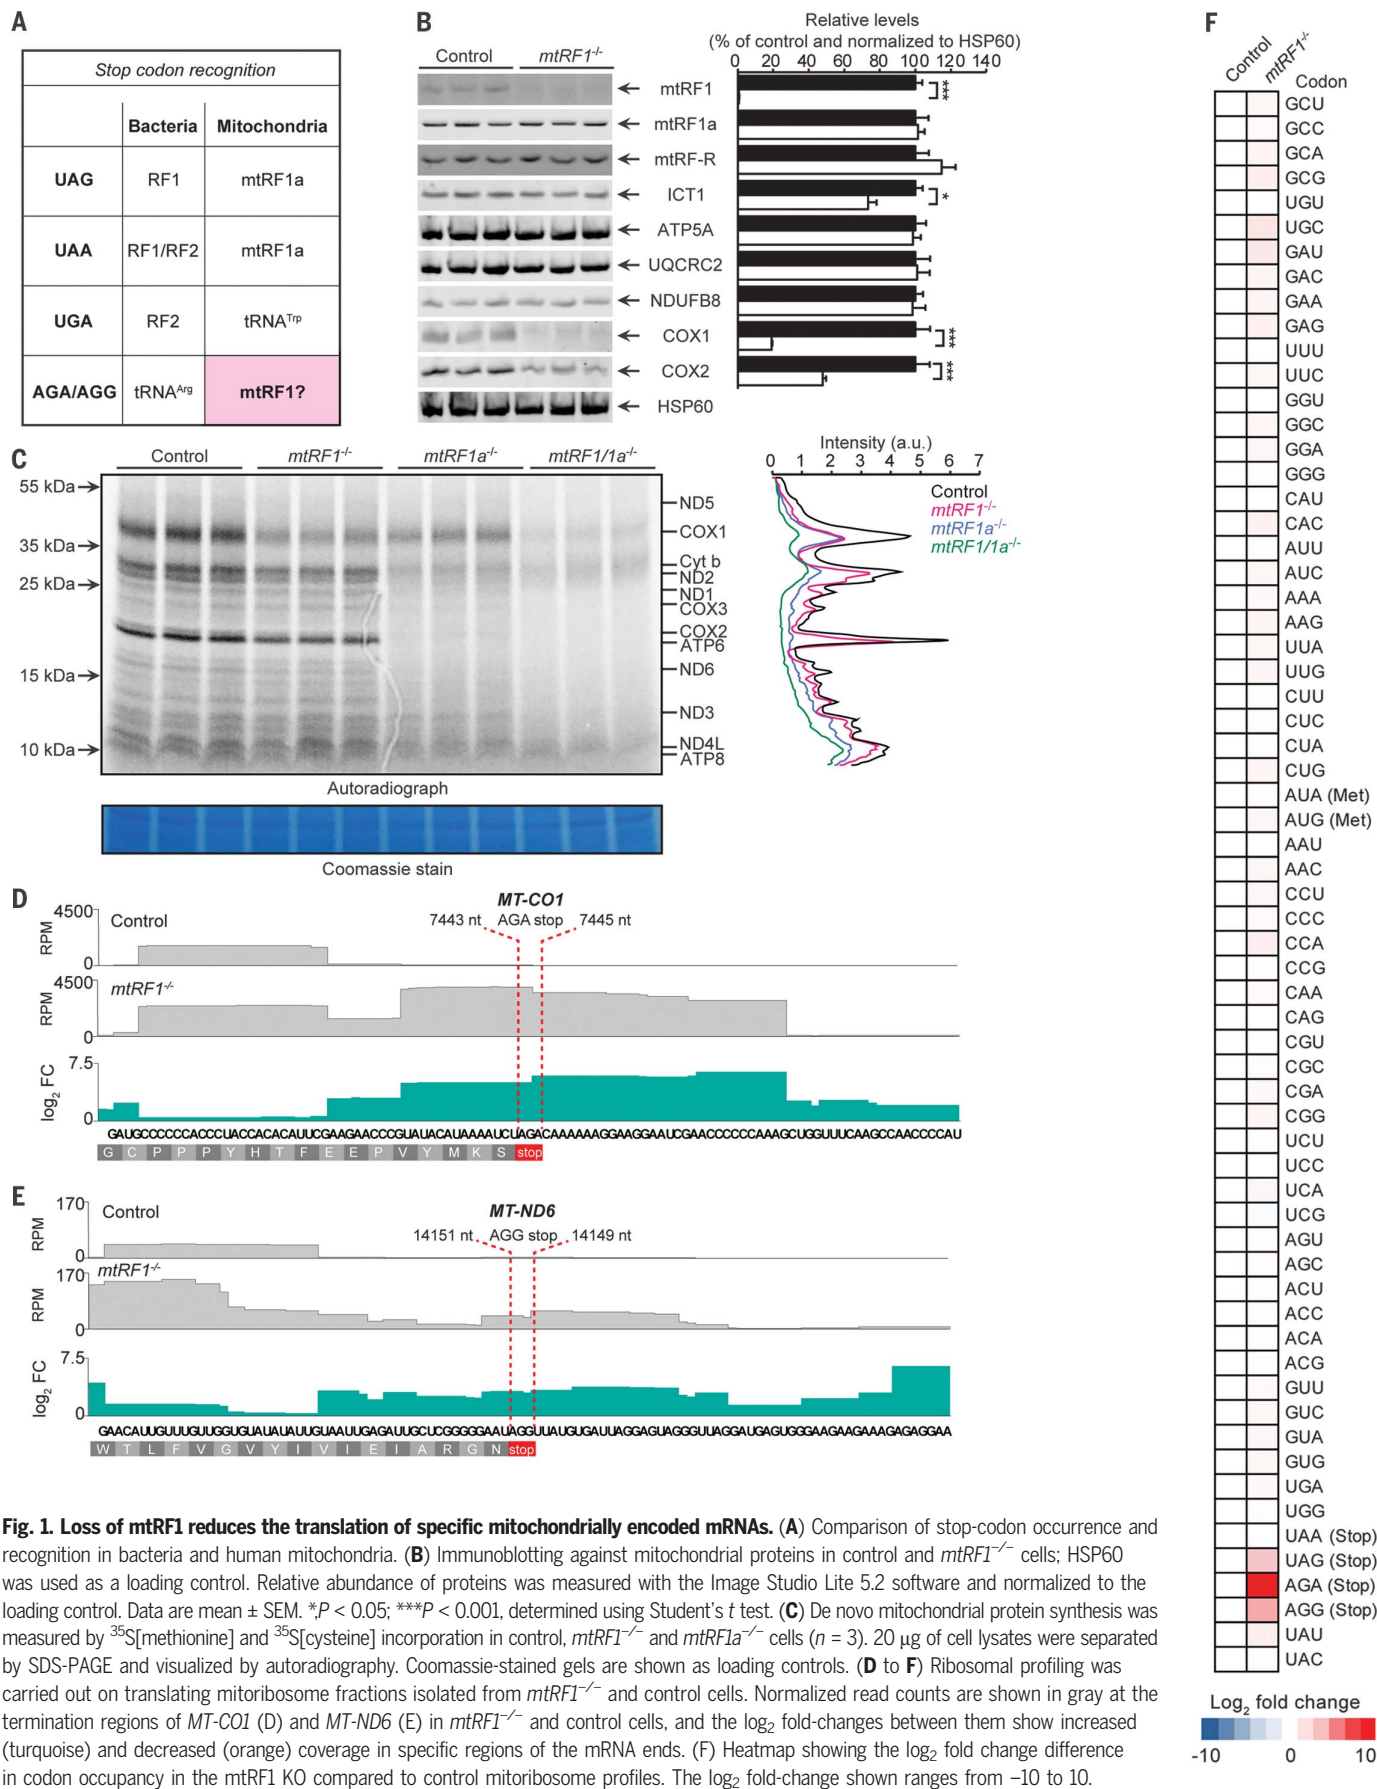 A
Stop codon recognition
Bacteria Mitochondria
UAG RF1 mtRF1a
UAA RF1/RF2 mtRF1a
UGA RF2 tRNATrp
AGA/AGG tRNAArg mtRF1?
B
Control mtRF1-/-
Relative levels
(% of control and normalized to HSP60)
0 20 40 60 80 100 120 140
mtRF1 ***
mtRF1a
mtRF-R
ICT1 *
ATP5A
UQCRC2
NDUFB8
COX1 ***
COX2 ***
HSP60
C
Control mtRF1-/- mtRF1a-/- mtRF1/1a-/-
55 kDa
35 kDa
25 kDa
15 kDa
10 kDa
ND5
COX1
Cyt b
ND2
ND1
COX3
COX2
ATP6
ND6
ND3
ND4L
ATP8
Autoradiograph
Coomassie stain
Intensity (a.u.)
0 1 2 3 4 5 6 7
Control
mtRF1-/-
mtRF1a-/-
mtRF1/1a-/-
D
MT-CO1
7443 nt AGA stop 7445 nt
Control
RPM
4500
0
mtRF1-/-
RPM
4500
0
log2 FC
7.5
0
GAUGCCCCCCACCCUACCACACAUUCGAAGAACCCGUAUACAUAAAAUCUAGACAAAAAAGGAAGGAAUCGAACCCCCCAAAGCUGGUUUCAAGCCAACCCCAU
G C P P P Y H T F E E P V Y M K S stop
E
MT-ND6
14151 nt AGG stop 14149 nt
Control
RPM
170
0
mtRF1-/-
RPM
170
0
log2 FC
7.5
0
GAACAUUGUUUGUUGGUGUAUAUAUUGUAAUUGAGAUUGCUCGGGGGAAUAGGUUAUGUGAUUAGGAGUAGGGUUAGGAUGAGUGGGAAGAAGAAAGAGAGGAA
W T L F V G V Y I V I E I A R G N stop
F
Control mtRF1-/- Codon
GCU
GCC
GCA
GCG
UGU
UGC
GAU
GAC
GAA
GAG
UUU
UUC
GGU
GGC
GGA
GGG
CAU
CAC
AUU
AUC
AAA
AAG
UUA
UUG
CUU
CUC
CUA
CUG
AUA (Met)
AUG (Met)
AAU
AAC
CCU
CCC
CCA
CCG
CAA
CAG
CGU
CGC
CGA
CGG
UCU
UCC
UCA
UCG
AGU
AGC
ACU
ACC
ACA
ACG
GUU
GUC
GUA
GUG
UGA
UGG
UAA (Stop)
UAG (Stop)
AGA (Stop)
AGG (Stop)
UAU
UAC
Log2 fold change
-10 0 10
Fig. 1. Loss of mtRF1 reduces the translation of specific mitochondrially encoded mRNAs. (A) Comparison of stop-codon occurrence and
recognition in bacteria and human mitochondria. (B) Immunoblotting against mitochondrial proteins in control and mtRF1−/− cells; HSP60
was used as a loading control. Relative abundance of proteins was measured with the Image Studio Lite 5.2 software and normalized to the
loading control. Data are mean ± SEM. *,P < 0.05; ***P < 0.001, determined using Student's t test. (C) De novo mitochondrial protein synthesis was
measured by 35S[methionine] and 35S[cysteine] incorporation in control, mtRF1−/− and mtRF1a−/− cells (n = 3). 20 μg of cell lysates were separated
by SDS-PAGE and visualized by autoradiography. Coomassie-stained gels are shown as loading controls. (D to F) Ribosomal profiling was
carried out on translating mitoribosome fractions isolated from mtRF1−/− and control cells. Normalized read counts are shown in gray at the
termination regions of MT-CO1 (D) and MT-ND6 (E) in mtRF1−/− and control cells, and the log2 fold-changes between them show increased
(turquoise) and decreased (orange) coverage in specific regions of the mRNA ends. (F) Heatmap showing the log2 fold change difference
in codon occupancy in the mtRF1 KO compared to control mitoribosome profiles. The log2 fold-change shown ranges from −10 to 10.